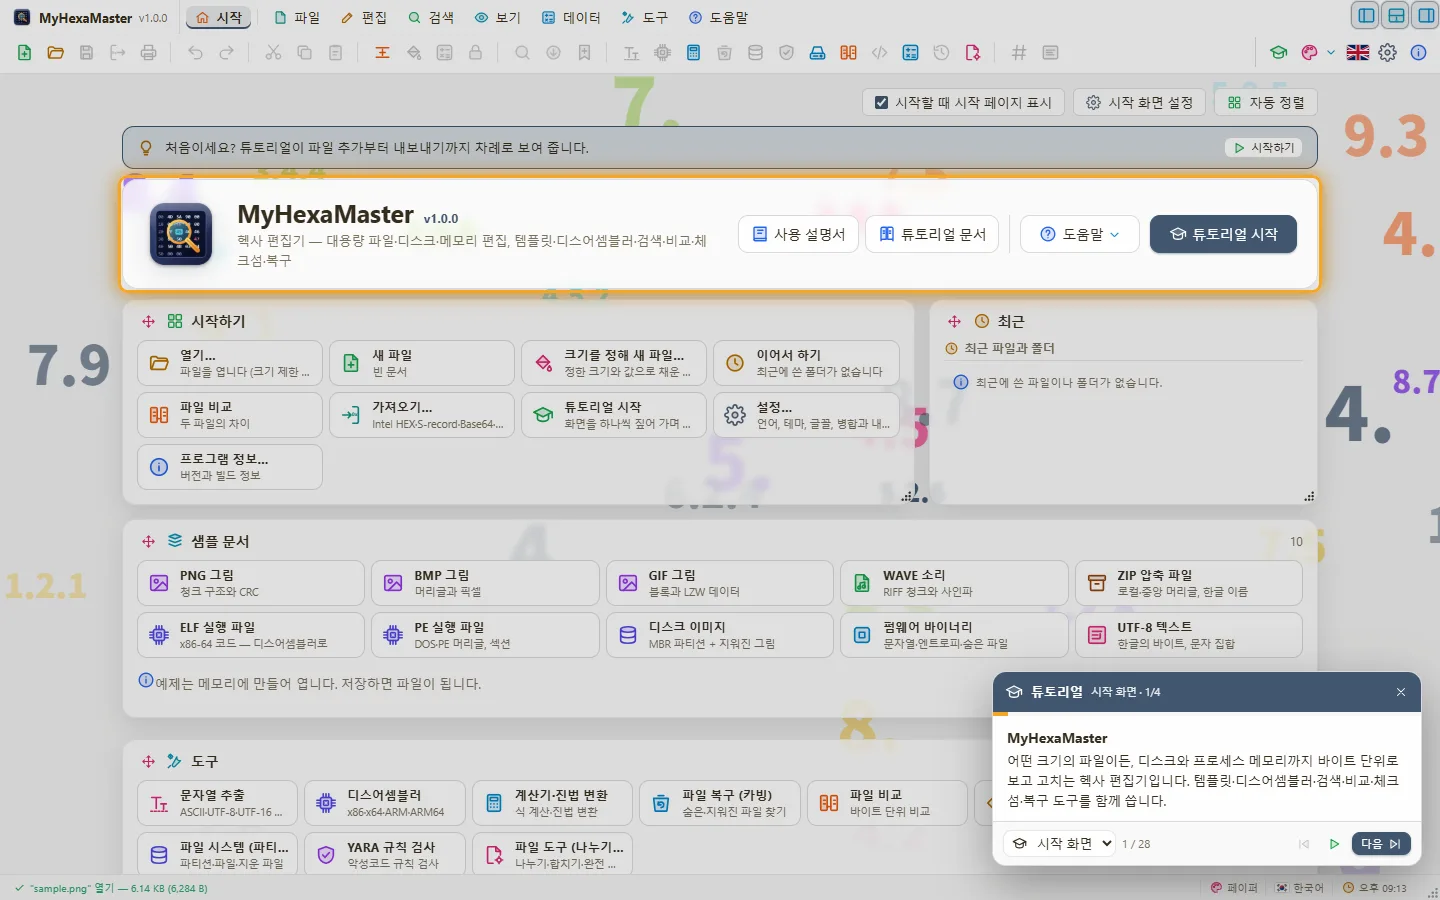 MyHexaMaster v1.0.0 시작 파일 편집 검색 보기 데이터 도구 도움말
시작할 때 시작 페이지 표시 시작 화면 설정 자동 정렬
처음이세요? 튜토리얼이 파일 추가부터 내보내기까지 차례로 보여 줍니다. 시작하기
MyHexaMaster v1.0.0
헥사 편집기 — 대용량 파일·디스크·메모리 편집, 템플릿·디스어셈블러·검색·비교·체
크섬·복구
사용 설명서 튜토리얼 문서 도움말 튜토리얼 시작
시작하기
열기...
파일을 엽니다 (크기 제한 ...
새 파일
빈 문서
크기를 정해 새 파일...
정한 크기와 값으로 채운 ...
이어서 하기
최근에 쓴 폴더가 없습니다
파일 비교
두 파일의 차이
가져오기...
Intel HEX·S-record·Base64·...
튜토리얼 시작
화면을 하나씩 짚어 가며 ...
설정...
언어, 테마, 글꼴, 병합과 내...
프로그램 정보...
버전과 빌드 정보
최근
최근 파일과 폴더
최근에 쓴 파일이나 폴더가 없습니다.
샘플 문서 10
PNG 그림
청크 구조와 CRC
BMP 그림
머리글과 픽셀
GIF 그림
블록과 LZW 데이터
WAVE 소리
RIFF 청크와 사인파
ZIP 압축 파일
로컬·중앙 머리글, 한글 이름
ELF 실행 파일
x86-64 코드 — 디스어셈블러로
PE 실행 파일
DOS·PE 머리글, 섹션
디스크 이미지
MBR 파티션 + 지워진 그림
펌웨어 바이너리
문자열·엔트로피·숨은 파일
UTF-8 텍스트
한글의 바이트, 문자 집합
예제는 메모리에 만들어 엽니다. 저장하면 파일이 됩니다.
도구
문자열 추출
ASCII·UTF-8·UTF-16 ...
디스어셈블러
x86·x64·ARM·ARM64
계산기·진법 변환
식 계산·진법 변환
파일 복구 (카빙)
숨은·지워진 파일 찾기
파일 비교
바이트 단위 비교
파일 시스템 (파티...
파티션·파일·지운 파일
YARA 규칙 검사
악성코드 규칙 검사
파일 도구 (나누기...
나누기·합치기·완전 ...
튜토리얼 시작 화면 · 1/4
MyHexaMaster
어떤 크기의 파일이든, 디스크와 프로세스 메모리까지 바이트 단위로
보고 고치는 헥사 편집기입니다. 템플릿·디스어셈블러·검색·비교·체크
섬·복구 도구를 함께 씁니다.
시작 화면 1 / 28 다음
"sample.png" 열기 — 6.14 KB (6,284 B) 페이퍼 한국어 오후 09:13
7.
9.3
4.
7.9
8.7
4.
5.
1.2.1
8.